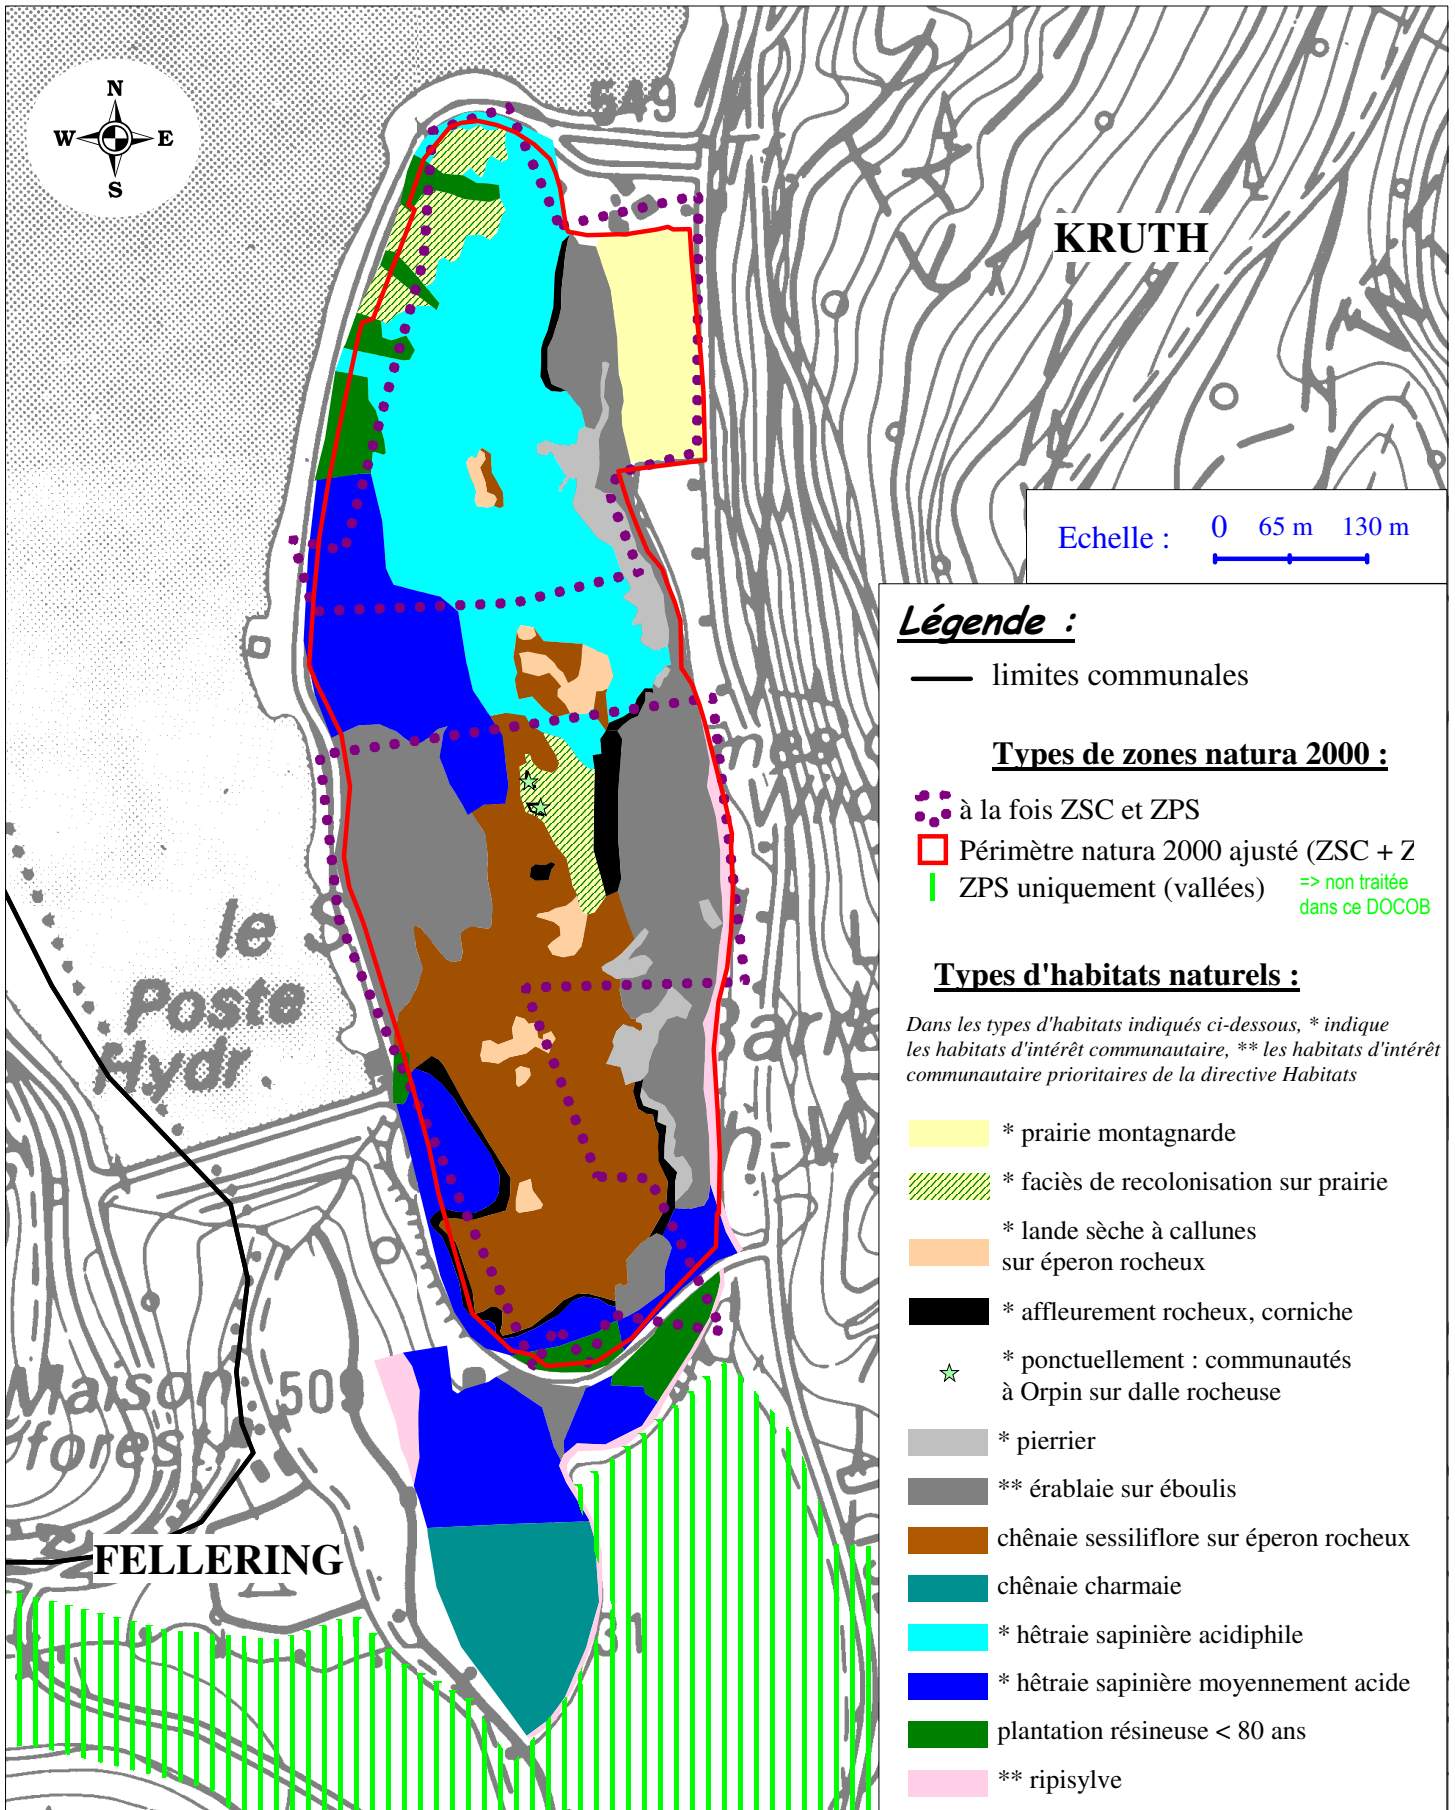 N
W E
S
549
KRUTH
Echelle : 0 65 m 130 m
Légende :
limites communales
Types de zones natura 2000 :
à la fois ZSC et ZPS
Périmètre natura 2000 ajusté (ZSC + Z
ZPS uniquement (vallées)
=> non traitée
dans ce DOCOB
Types d'habitats naturels :
Dans les types d'habitats indiqués ci-dessous, * indique
les habitats d'intérêt communautaire, ** les habitats d'intérêt
communautaire prioritaires de la directive Habitats
* prairie montagnarde
* faciès de recolonisation sur prairie
* lande sèche à callunes
sur éperon rocheux
* affleurement rocheux, corniche
* ponctuellement : communautés
à Orpin sur dalle rocheuse
* pierrier
** érablaie sur éboulis
chênaie sessiliflore sur éperon rocheux
chênaie charmaie
* hêtraie sapinière acidiphile
* hêtraie sapinière moyennement acide
plantation résineuse < 80 ans
** ripisylve
le S
Poste
Hydr.
Maison
forest
50
FELLERING
31